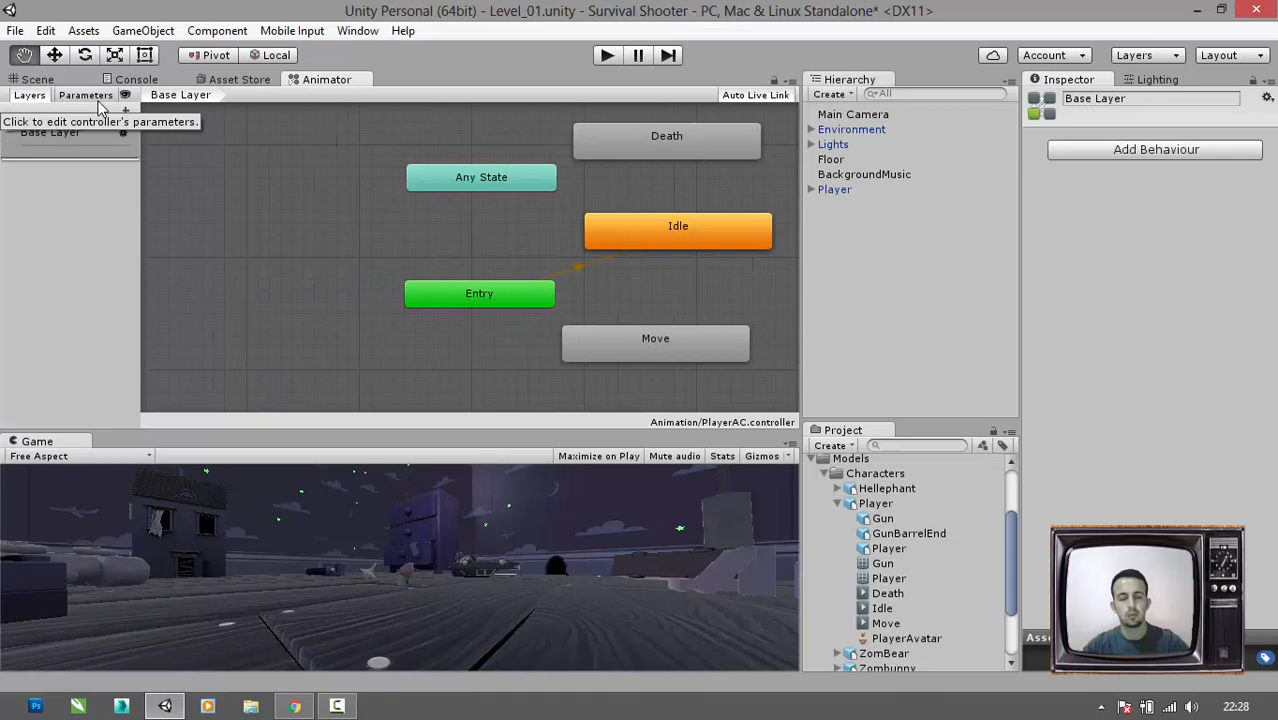 Unity Personal (64bit) - Level_01.unity - Survival Shooter - PC, Mac & Linux Standalone* <DX11>
File Edit Assets GameObject Component Mobile Input Window Help
Pivot Local Account Layers Layout
Scene Console Asset Store Animator
Layers Parameters Base Layer Auto Live Link
Click to edit controller's parameters.
Base Layer
Death
Any State
Idle
Entry
Move
Animation/PlayerAC.controller
Game
Free Aspect Maximize on Play Mute audio Stats Gizmos
Hierarchy
Create All
Main Camera
Environment
Lights
Floor
BackgroundMusic
Player
Project
Create
Models
Characters
Hellephant
Player
Gun
GunBarrelEnd
Player
Gun
Player
Death
Idle
Move
PlayerAvatar
ZomBear
Zombunny
Inspector Lighting
Base Layer
Add Behaviour
22:28